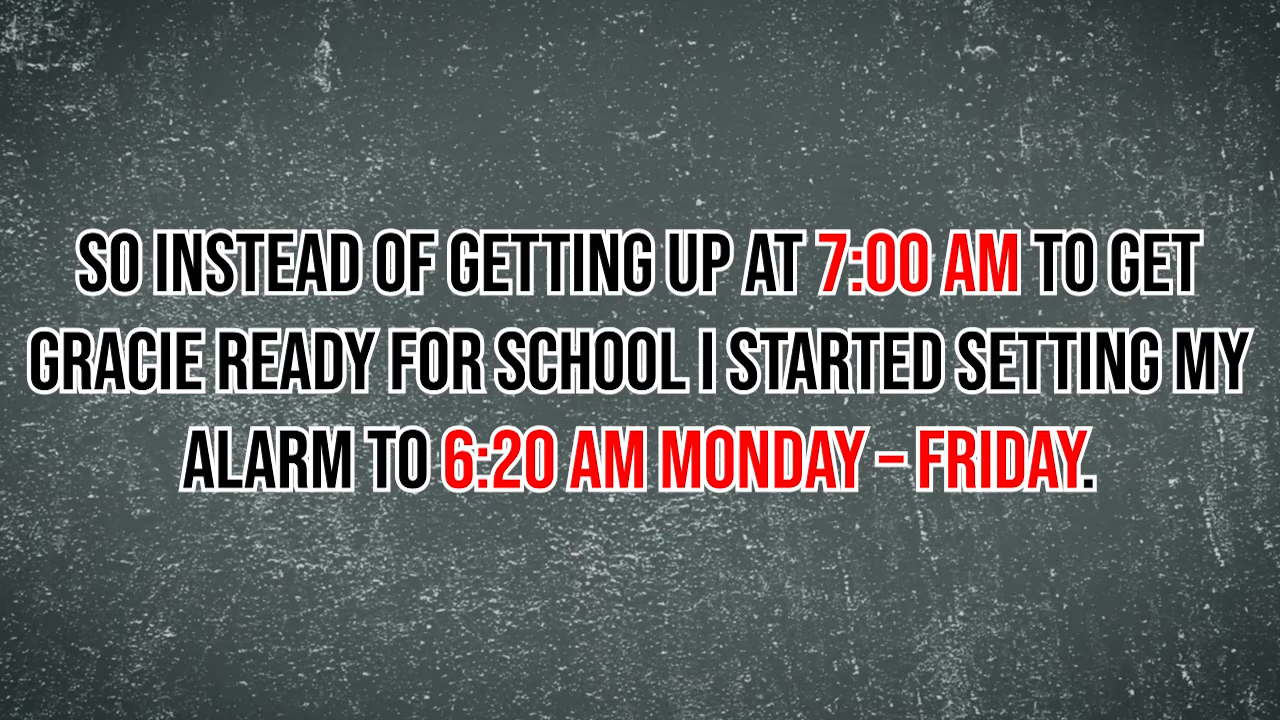 SO INSTEAD OF GETTING UP AT 7:00 AM TO GET
GRACIE READY FOR SCHOOL I STARTED SETTING MY
ALARM TO 6:20 AM MONDAY – FRIDAY.